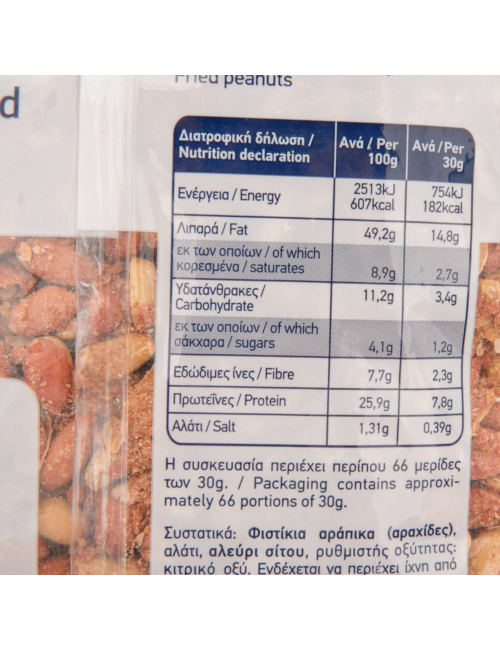 Fried peanuts
d
Διατροφική δήλωση / Ανά / Per Ανά / Per
Nutrition declaration 100g 30g
Ενέργεια / Energy 2513kJ 754kJ
607kcal 182kcal
Λιπαρά / Fat 49,2g 14,8g
εκ των οποίων / of which
κορεσμένα / saturates 8,9g 2,7g
Υδατάνθρακες / 11,2g 3,4g
Carbohydrate
εκ των οποίων / of which
σάκχαρα / sugars 4,1g 1,2g
Εδώδιμες ίνες / Fibre 7,7g 2,3g
Πρωτεΐνες / Protein 25,9g 7,8g
Αλάτι / Salt 1,31g 0,39g
Η συσκευασία περιέχει περίπου 66 μερίδες
των 30g. / Packaging contains approxi-
mately 66 portions of 30g.
Συστατικά: Φιστίκια αράπικα (αραχίδες),
αλάτι, αλεύρι σίτου, ρυθμιστής οξύτητας:
κιτρικό οξύ. Ενδέχεται να περιέχει ίχνη από